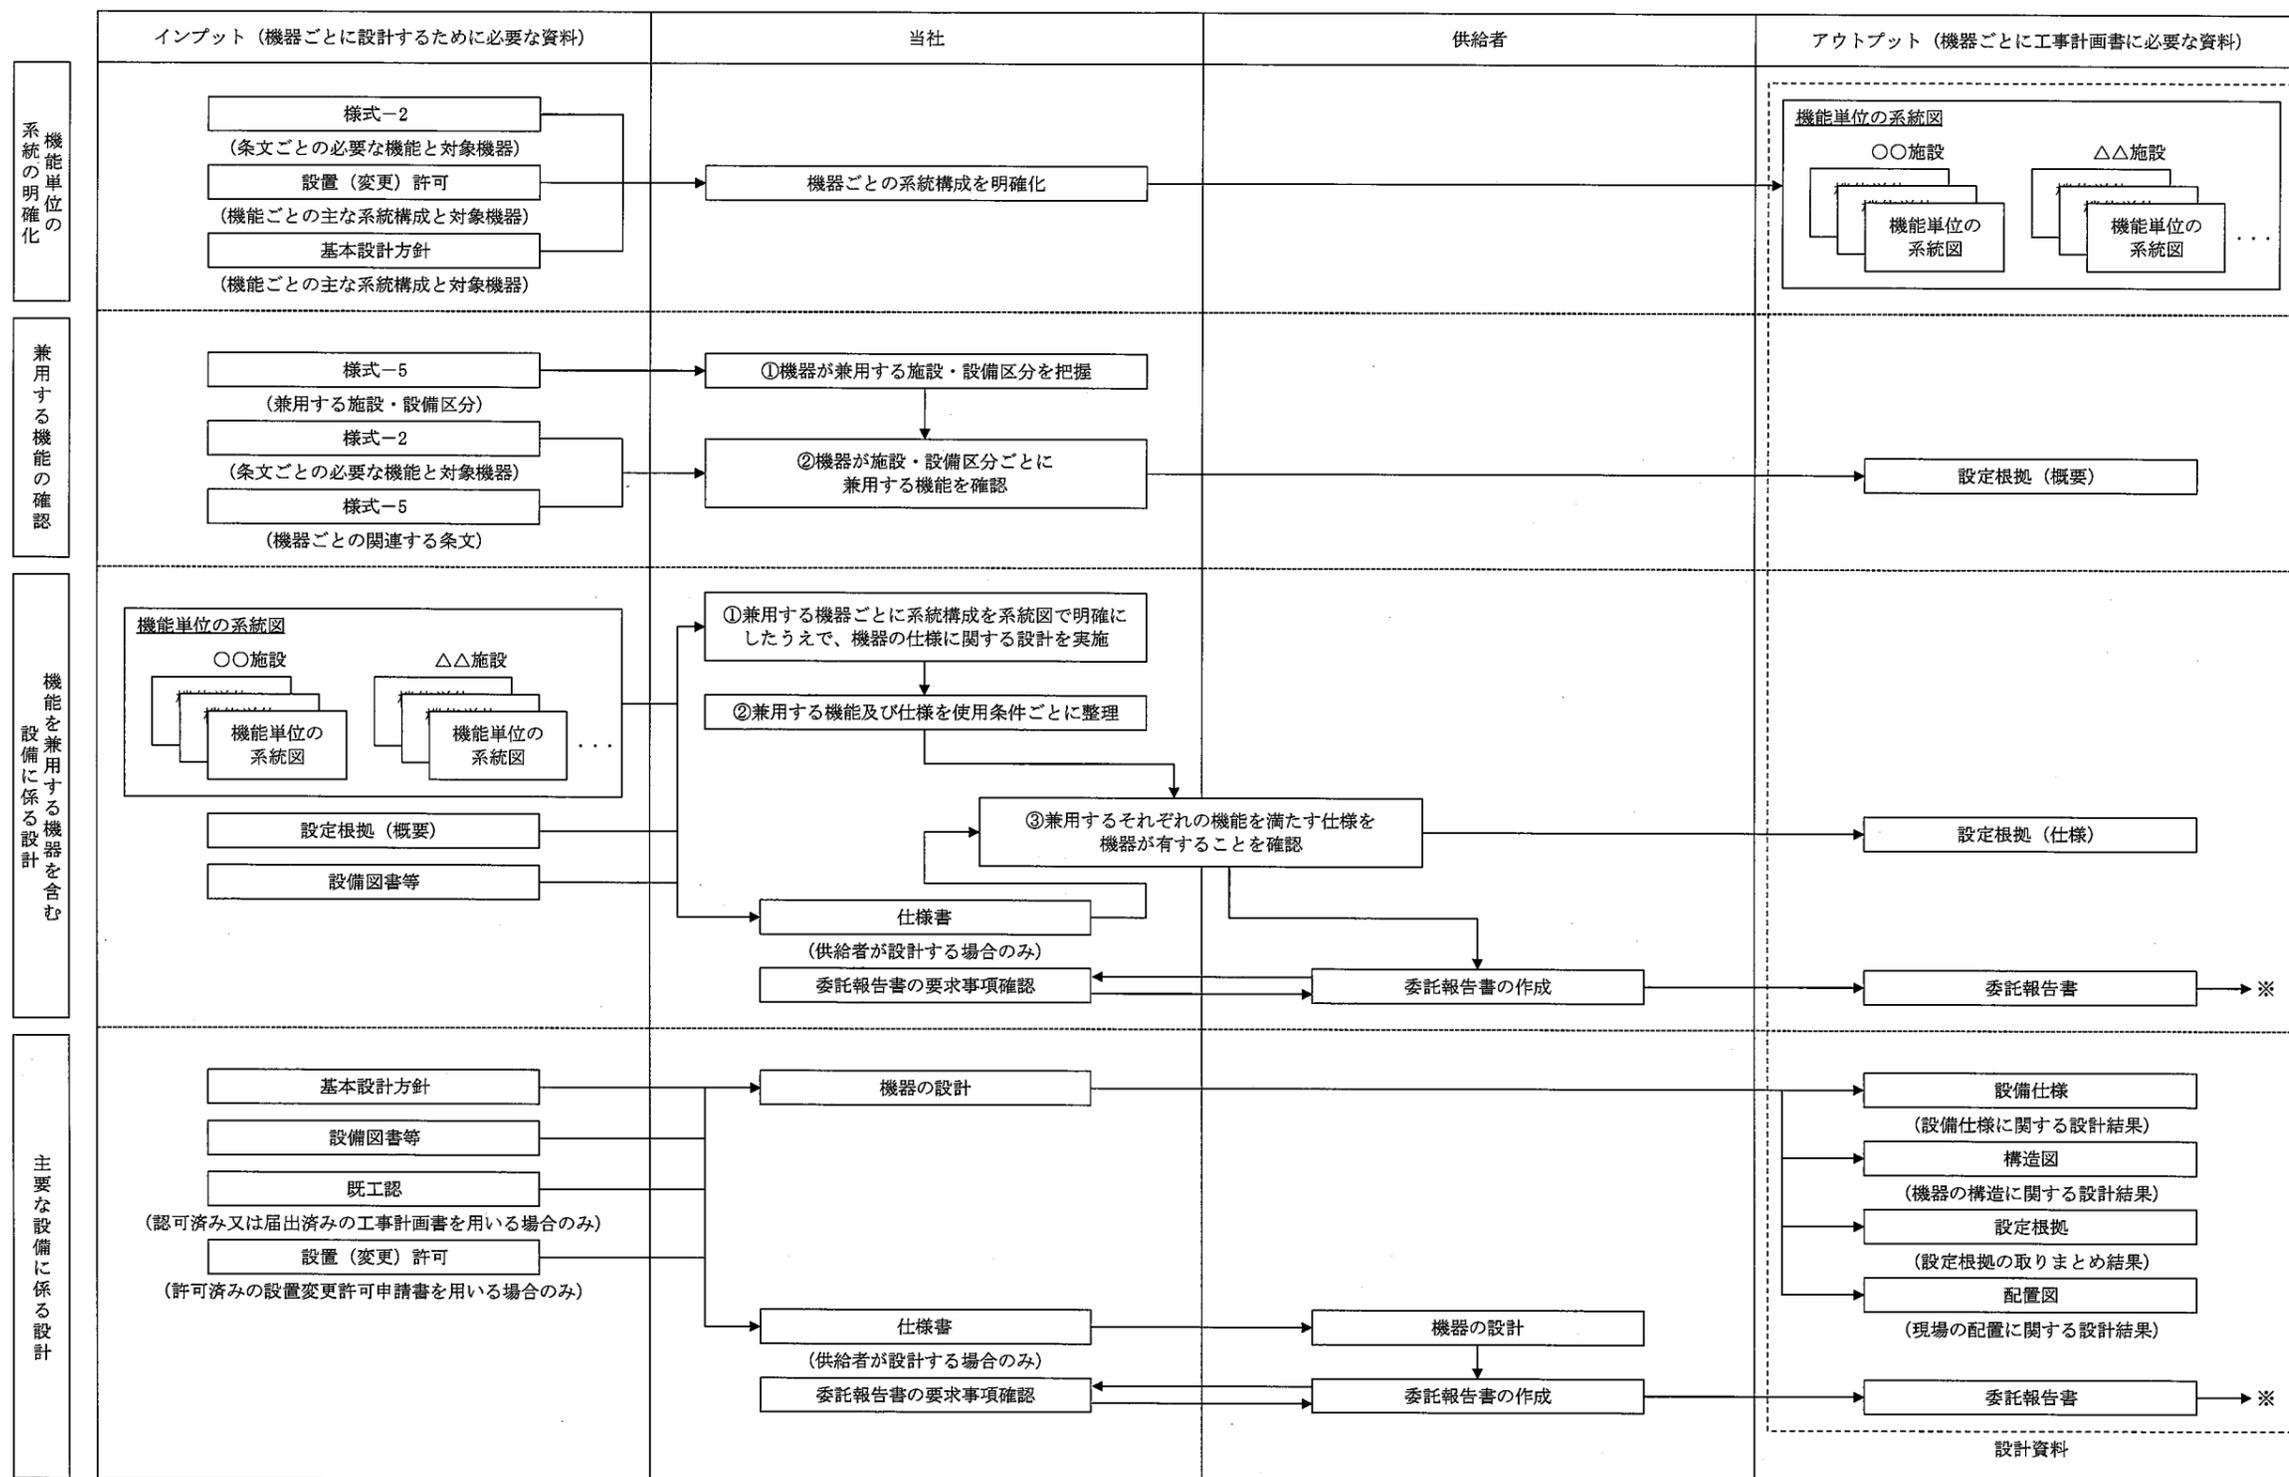 インプット（機器ごとに設計するために必要な資料）
当社
供給者
アウトプット（機器ごとに工事計画書に必要な資料）
機能単位の
系統の明確化
様式－2
(条文ごとの必要な機能と対象機器)
設置（変更）許可
(機能ごとの主な系統構成と対象機器)
基本設計方針
(機能ごとの主な系統構成と対象機器)
機器ごとの系統構成を明確化
機能単位の系統図
〇〇施設
△△施設
機能単位の
系統図
機能単位の
系統図
・・・
兼用する機能の確認
様式－5
(兼用する施設・設備区分)
様式－2
(条文ごとの必要な機能と対象機器)
様式－5
(機器ごとの関連する条文)
①機器が兼用する施設・設備区分を把握
②機器が施設・設備区分ごとに
兼用する機能を確認
設定根拠（概要）
機能を兼用する機器を含む
設備に係る設計
機能単位の系統図
〇〇施設
△△施設
機能単位の
系統図
機能単位の
系統図
・・・
設定根拠（概要）
設備図書等
①兼用する機器ごとに系統構成を系統図で明確に
したうえで、機器の仕様に関する設計を実施
②兼用する機能及び仕様を使用条件ごとに整理
③兼用するそれぞれの機能を満たす仕様を
機器が有することを確認
仕様書
(供給者が設計する場合のみ)
委託報告書の要求事項確認
委託報告書の作成
設定根拠（仕様）
委託報告書
※
主要な設備に係る設計
基本設計方針
設備図書等
既工認
(認可済み又は届出済みの工事計画書を用いる場合のみ)
設置（変更）許可
(許可済みの設置変更許可申請書を用いる場合のみ)
機器の設計
仕様書
(供給者が設計する場合のみ)
委託報告書の要求事項確認
機器の設計
委託報告書の作成
設備仕様
(設備仕様に関する設計結果)
構造図
(機器の構造に関する設計結果)
設定根拠
(設定根拠の取りまとめ結果)
配置図
(現場の配置に関する設計結果)
委託報告書
※
設計資料